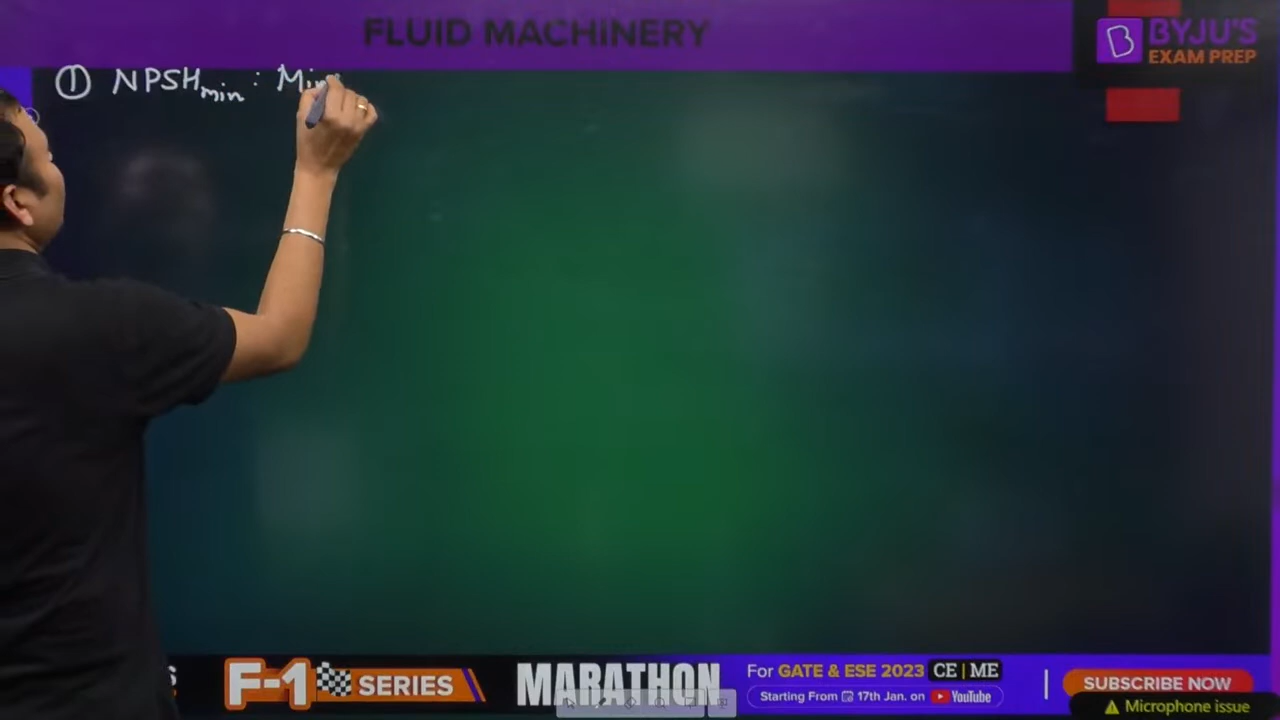 FLUID MACHINERY
BYJU'S
EXAM PREP
① NPSHmin : Min
F-1 SERIES
MARATHON
For GATE & ESE 2023 CE | ME
Starting From 17th Jan. on YouTube
SUBSCRIBE NOW
Microphone issue